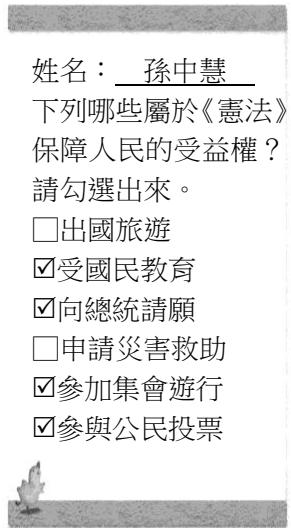 姓名：孫中慧
下列哪些屬於《憲法》
保障人民的受益權？
請勾選出來。
□出國旅遊
☑受國民教育
☑向總統請願
□申請災害救助
☑參加集會遊行
☑參與公民投票